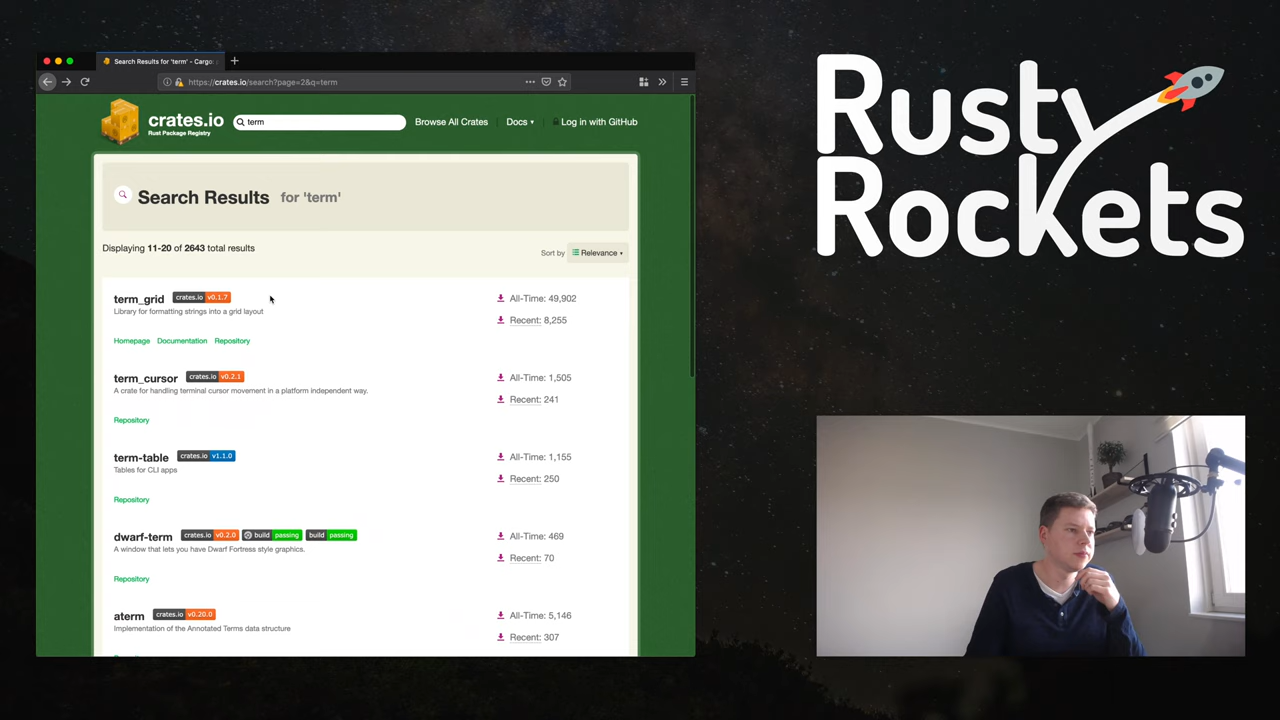 Search Results for 'term' - Cargo:
https://crates.io/search?page=2&q=term
crates.io
Rust Package Registry
term
Browse All Crates
Docs
Log in with GitHub
Search Results for 'term'
Displaying 11-20 of 2643 total results
Sort by Relevance
term_grid crates.io v0.1.7
Library for formatting strings into a grid layout
Homepage Documentation Repository
All-Time: 49,902
Recent: 8,255
term_cursor crates.io v0.2.1
A crate for handling terminal cursor movement in a platform independent way.
Repository
All-Time: 1,505
Recent: 241
term-table crates.io v1.1.0
Tables for CLI apps
Repository
All-Time: 1,155
Recent: 250
dwarf-term crates.io v0.2.0 build passing build passing
A window that lets you have Dwarf Fortress style graphics.
Repository
All-Time: 469
Recent: 70
aterm crates.io v0.20.0
Implementation of the Annotated Terms data structure
All-Time: 5,146
Recent: 307
Rusty
Rockets